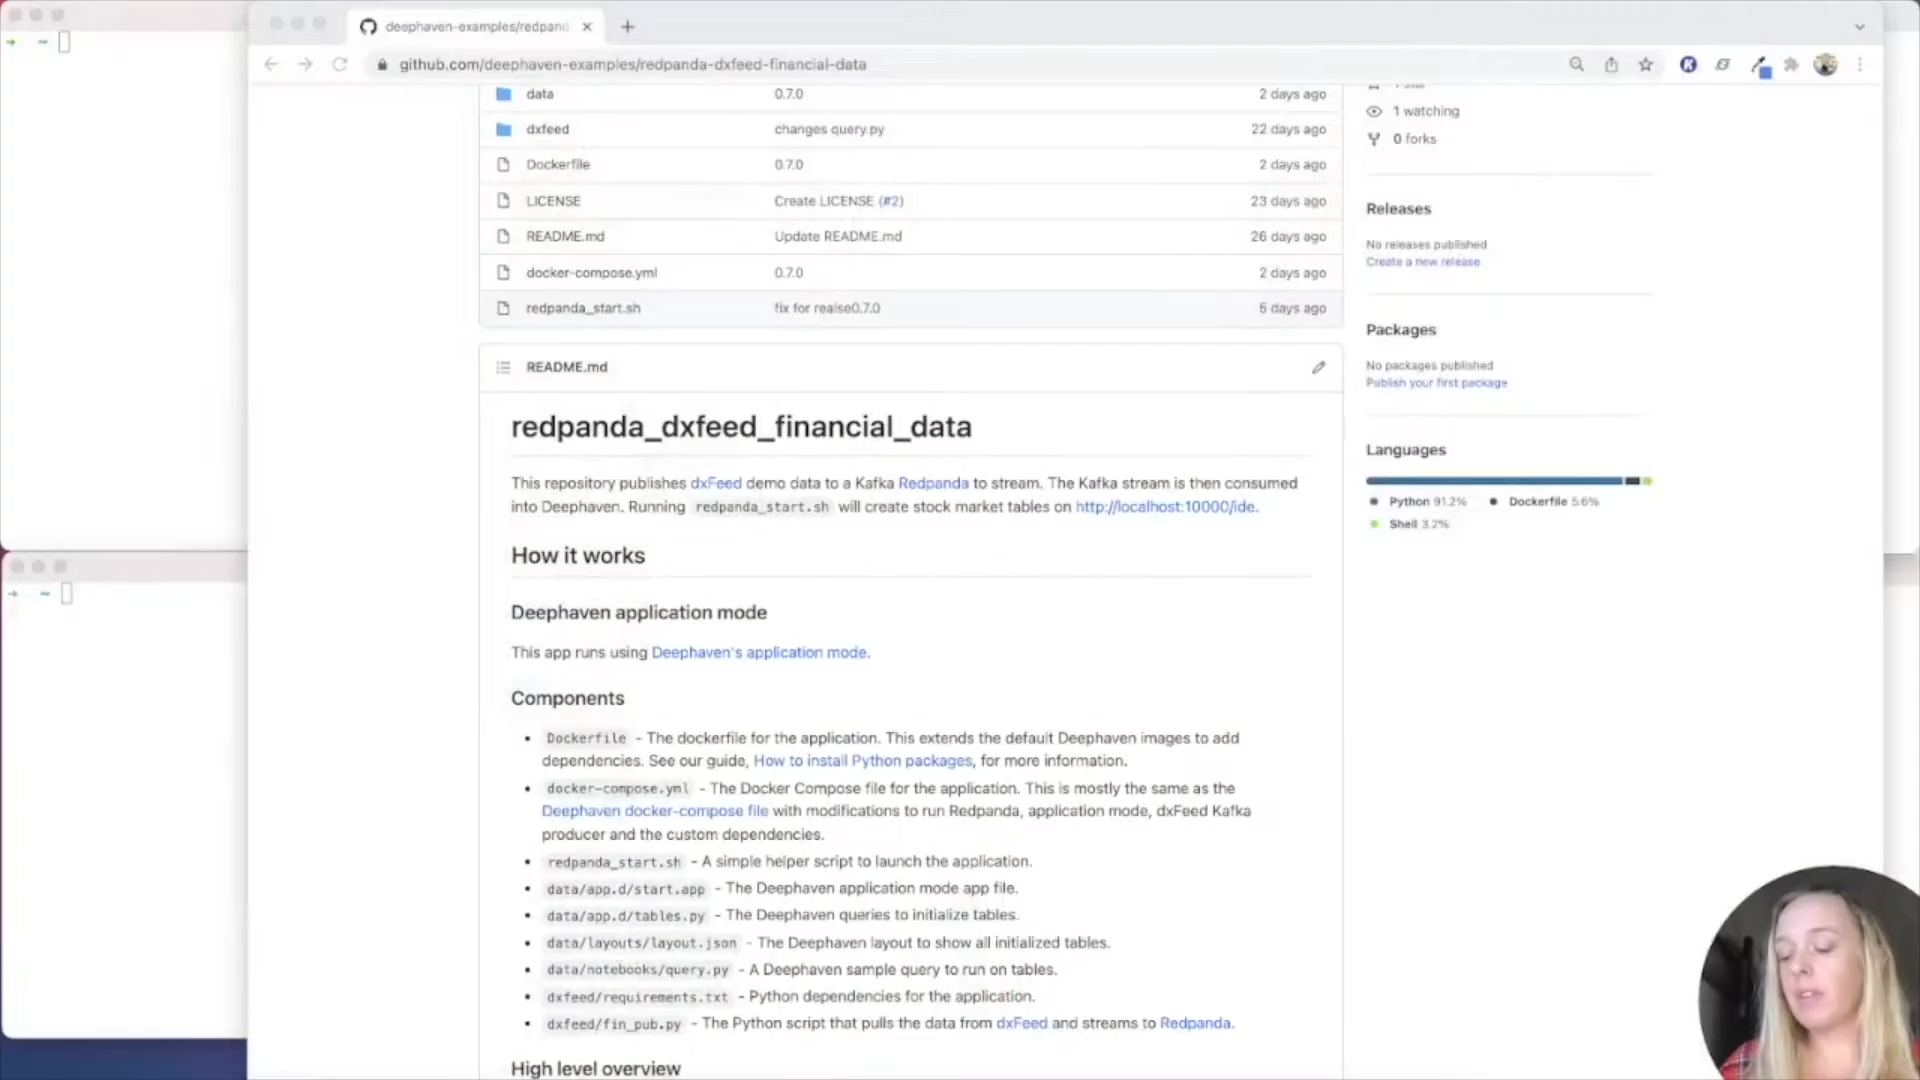 deephaven-examples/redpand
github.com/deephaven-examples/redpanda-dxfeed-financial-data
data 0.7.0 2 days ago
dxfeed changes query.py 22 days ago
Dockerfile 0.7.0 2 days ago
LICENSE Create LICENSE (#2) 23 days ago
README.md Update README.md 26 days ago
docker-compose.yml 0.7.0 2 days ago
redpanda_start.sh fix for realse0.7.0 5 days ago
README.md
redpanda_dxfeed_financial_data
This repository publishes dxFeed demo data to a Kafka Redpanda to stream. The Kafka stream is then consumed
into Deephaven. Running redpanda_start.sh will create stock market tables on http://localhost:10000/ide.
How it works
Deephaven application mode
This app runs using Deephaven's application mode.
Components
• Dockerfile - The dockerfile for the application. This extends the default Deephaven images to add
dependencies. See our guide, How to install Python packages, for more information.
• docker-compose.yml - The Docker Compose file for the application. This is mostly the same as the
Deephaven docker-compose file with modifications to run Redpanda, application mode, dxFeed Kafka
producer and the custom dependencies.
• redpanda_start.sh - A simple helper script to launch the application.
• data/app.d/start.app - The Deephaven application mode app file.
• data/app.d/tables.py - The Deephaven queries to initialize tables.
• data/layouts/layout.json - The Deephaven layout to show all initialized tables.
• data/notebooks/query.py - A Deephaven sample query to run on tables.
• dxfeed/requirements.txt - Python dependencies for the application.
• dxfeed/fin_pub.py - The Python script that pulls the data from dxFeed and streams to Redpanda.
High level overview
1 watching
0 forks
Releases
No releases published
Create a new release
Packages
No packages published
Publish your first package
Languages
Python 91.2% Dockerfile 5.6%
Shell 3.2%